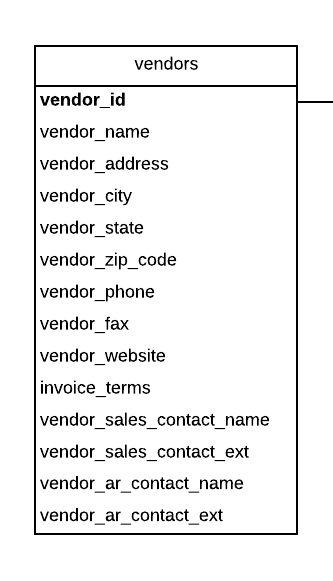 vendors
vendor_id
vendor_name
vendor_address
vendor_city
vendor_state
vendor_zip_code
vendor_phone
vendor_fax
vendor_website
invoice_terms
vendor_sales_contact_name
vendor_sales_contact_ext
vendor_ar_contact_name
vendor_ar_contact_ext